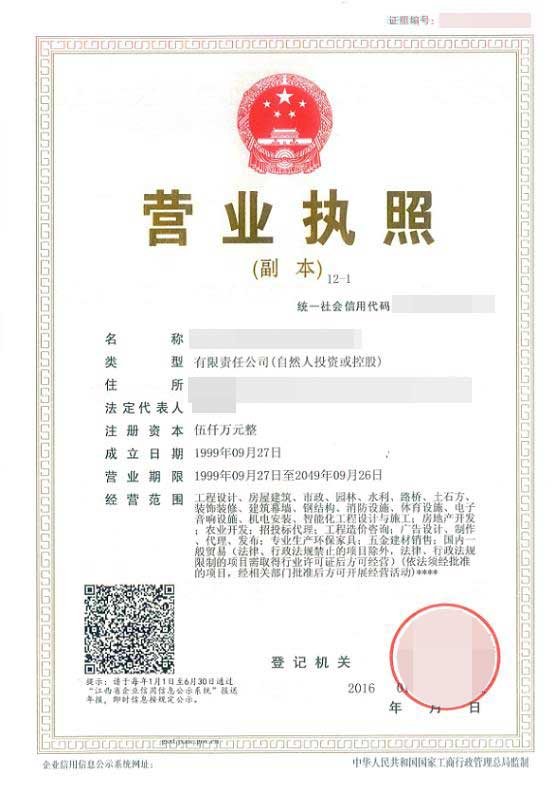 证照编号:
营业执照
(副 本) 12-1
统一社会信用代码
名 称
类 型 有限责任公司(自然人投资或控股)
住 所
法定代表人
注册资本 伍仟万元整
成立日期 1999年09月27日
营业期限 1999年09月27日至2049年09月26日
经营范围 工程设计、房屋建筑、市政、园林、水利、路桥、土石方、
装饰装修、建筑幕墙、钢结构、消防设施、体育设施、电子
音响设施、机电安装、智能化工程设计与施工;房地产开发
;农业开发;招投标代理;工程造价咨询;广告设计、制作
、代理、发布;专业生产环保家具;五金建材销售;国内一
般贸易(法律、行政法规禁止的项目除外,法律、行政法规
限制的项目需取得行业许可证后方可经营)(依法须经批准
的项目,经相关部门批准后方可开展经营活动)****
登记机关
提示:请于每年1月1日至6月30日通过
“江西省企业信用信息公示系统”报送
年报,即时信息按规定公示。
2016
年 月 日
企业信用信息公示系统网址:
中华人民共和国国家工商行政管理总局监制